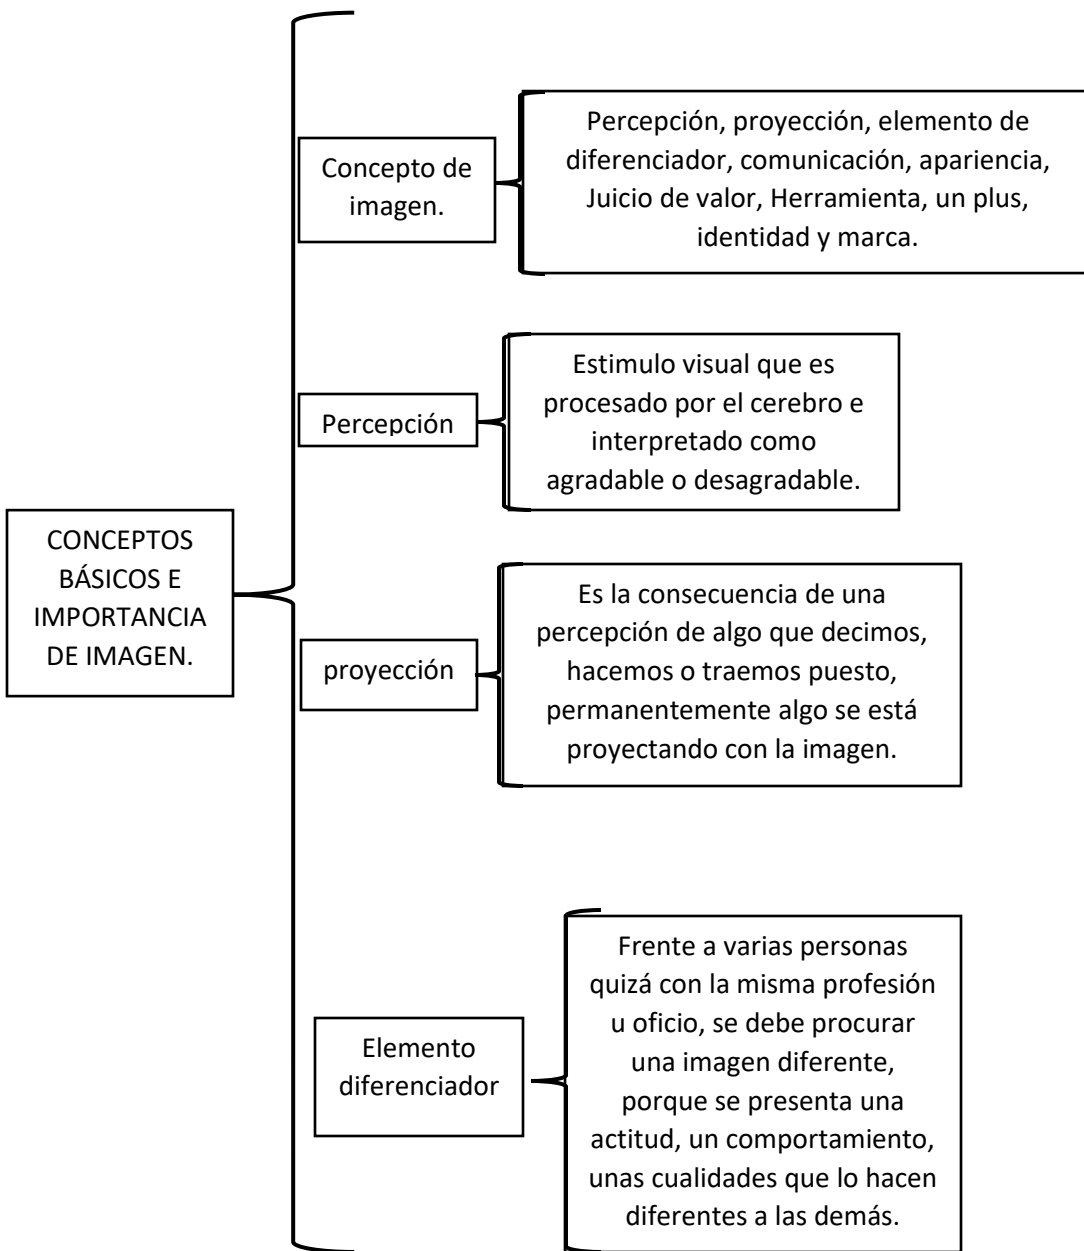 CONCEPTOS
BÁSICOS E
IMPORTANCIA
DE IMAGEN.
Concepto de
imagen.
Percepción, proyección, elemento de
diferenciador, comunicación, apariencia,
Juicio de valor, Herramienta, un plus,
identidad y marca.
Percepción
Estimulo visual que es
procesado por el cerebro e
interpretado como
agradable o desagradable.
proyección
Es la consecuencia de una
percepción de algo que decimos,
hacemos o traemos puesto,
permanentemente algo se está
proyectando con la imagen.
Elemento
diferenciador
Frente a varias personas
quizá con la misma profesión
u oficio, se debe procurar
una imagen diferente,
porque se presenta una
actitud, un comportamiento,
unas cualidades que lo hacen
diferentes a las demás.